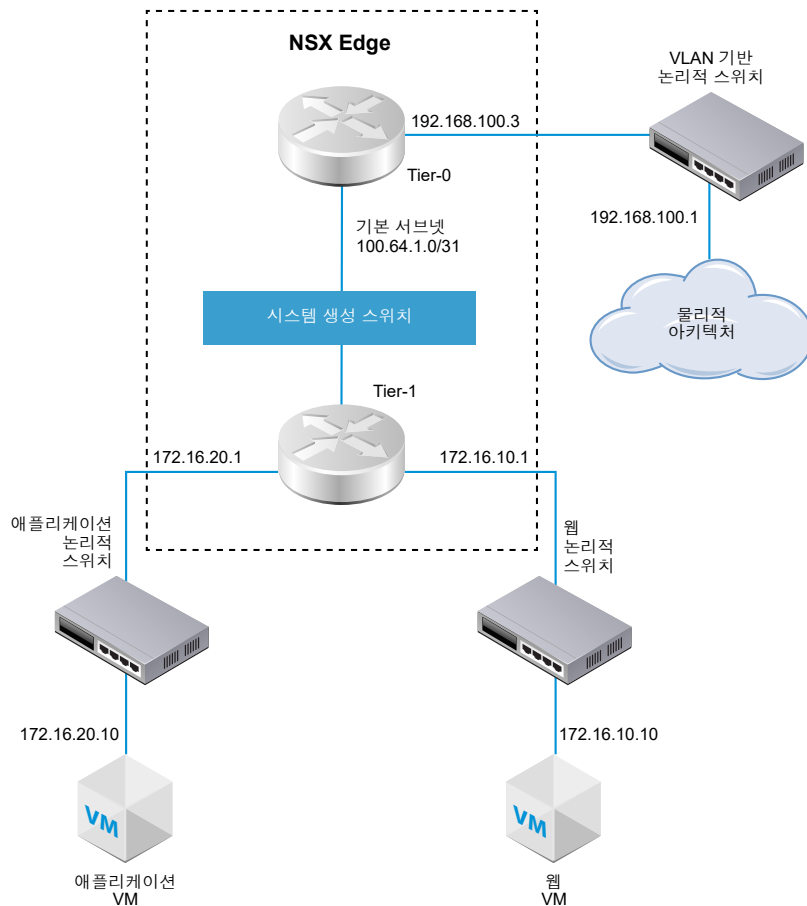 NSX Edge
VLAN 기반
논리적 스위치
192.168.100.3
Tier-0
기본 서브넷
100.64.1.0/31
192.168.100.1
시스템 생성 스위치
물리적
아키텍처
Tier-1
172.16.20.1
172.16.10.1
애플리케이션
논리적
스위치
웹
논리적
스위치
172.16.20.10
172.16.10.10
VM
VM
애플리케이션
VM
웹
VM